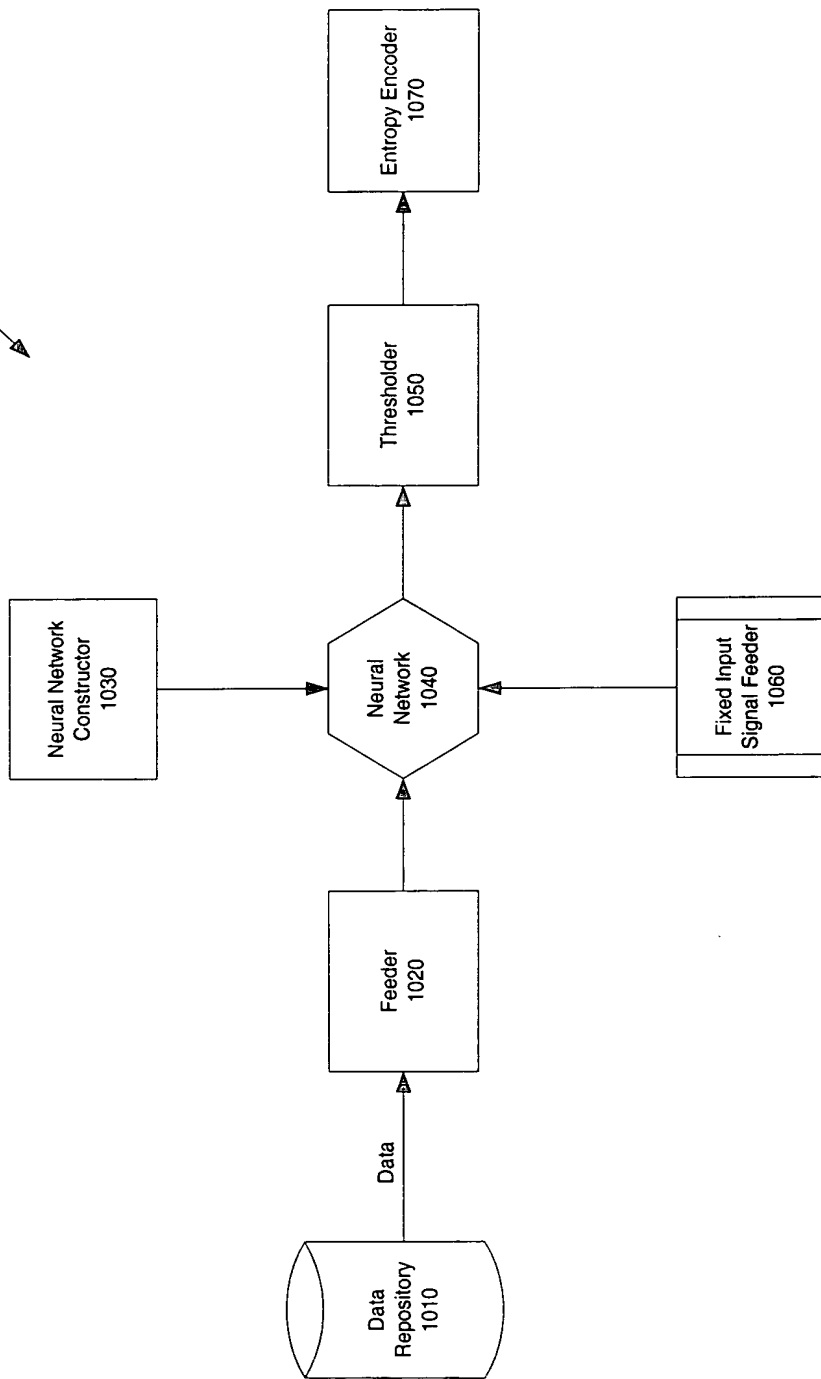 Neural Network
Constructor
1030
Data
Repository
1010
Data
Feeder
1020
Neural
Network
1040
Thresholder
1050
Entropy Encoder
1070
Fixed Input
Signal Feeder
1060